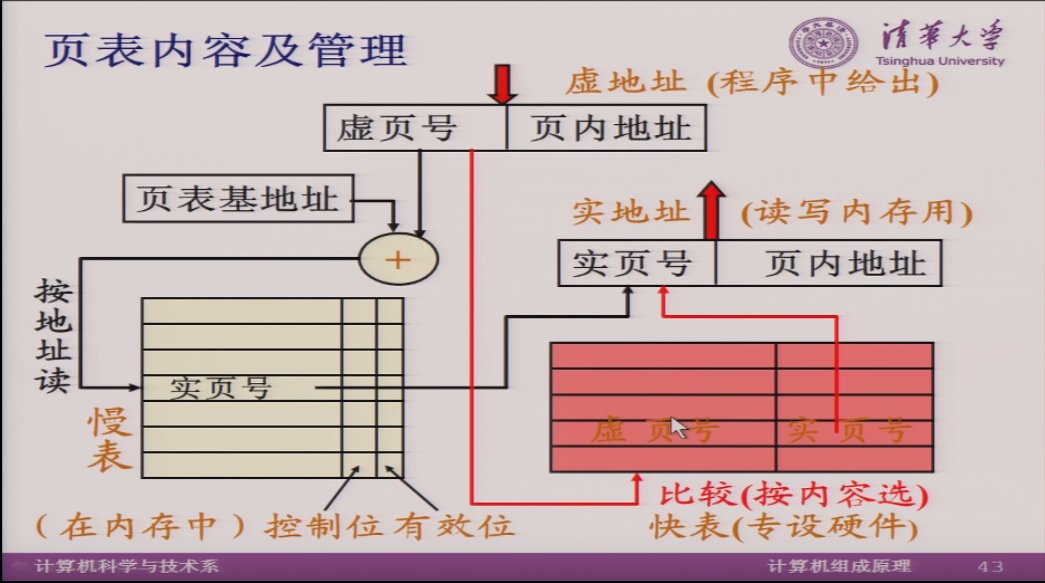 页表内容及管理
清华大学
Tsinghua University
虚地址 (程序中给出)
虚页号 页内地址
页表基地址
实地址 (读写内存用)
+
实页号 页内地址
按地址读
实页号
慢表
虚页号 实页号
比较(按内容选)
(在内存中) 控制位 有效位
快表(专设硬件)
计算机科学与技术系
计算机组成原理
43